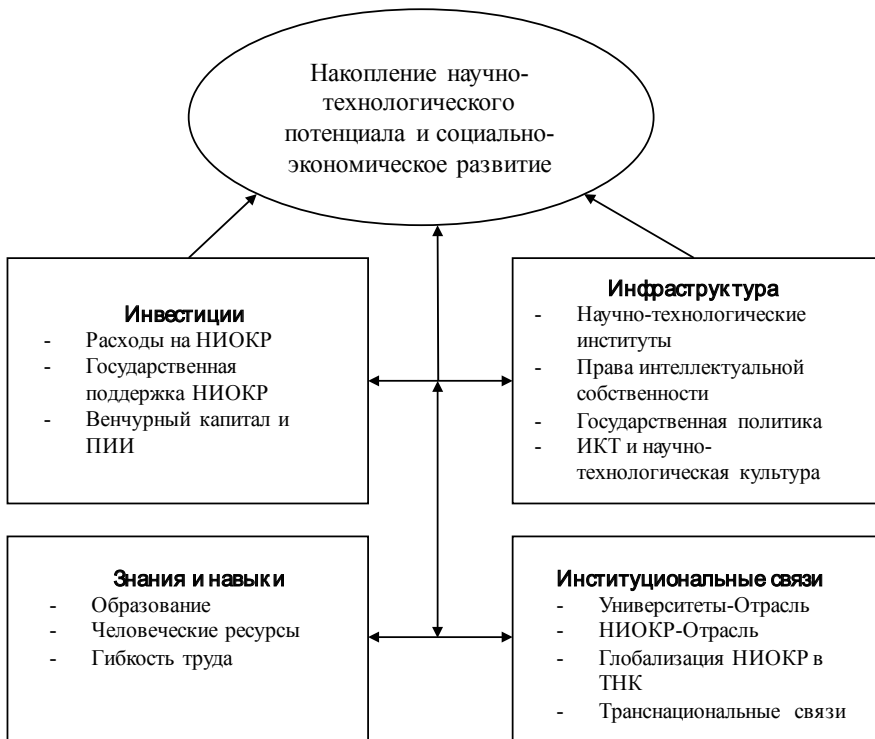 Накопление научно-
технологического
потенциала и социально-
экономическое развитие
Инвестиции
- Расходы на НИОКР
- Государственная
поддержка НИОКР
- Венчурный капитал и
ПИИ
Инфраструктура
- Научно-технологические
институты
- Права интеллектуальной
собственности
- Государственная политика
- ИКТ и научно-
технологическая культура
Знания и навыки
- Образование
- Человеческие ресурсы
- Гибкость труда
Институциональные связи
- Университеты-Отрасль
- НИОКР-Отрасль
- Глобализация НИОКР в
ТНК
- Транснациональные связи